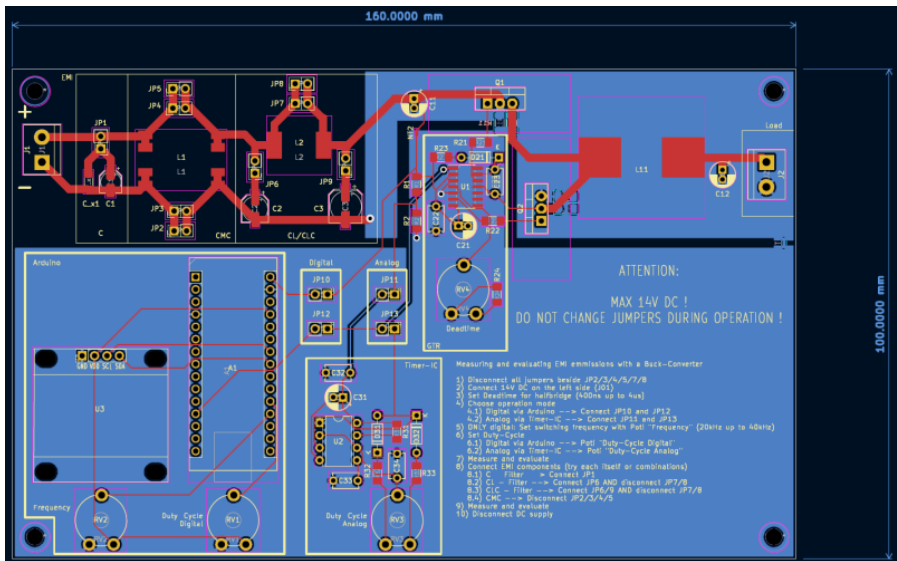 160.0000 mm
100.0000 mm
EMI
+
J1
−
JP1
C_x1
C1
C
JP5
JP4
L1
L1
JP3
JP2
CMC
JP8
JP7
L2
L2
JP6
JP9
C2
C3
CL/CLC
C11
Q1
R21
R23
D21
K
U1
C22
C21
R22
Q2
RV4
R24
Deadtime
GTR
L11
C12
Load
J2
Arduino
GND VDD SCL SDA
U3
A1
Frequency
RV2
Duty Cycle
Digital
RV1
Digital
JP10
JP12
Analog
JP11
JP13
Timer-IC
C32
C31
U2
C33
D31
R31
D32
R32
C34
R33
Duty Cycle
Analog
RV3
ATTENTION:
MAX 14V DC !
DO NOT CHANGE JUMPERS DURING OPERATION !
Measuring and evaluating EMI emmissions with a Back-Converter
1) Disconnect all jumpers beside JP2/3/4/5/7/8
2) Connect 14V DC on the left side (J01)
3) Set Deadtime for halfbridge (400ns up to 4us)
4) Choose operation mode
4.1) Digital via Arduino --> Connect JP10 and JP12
4.2) Analog via Timer-IC --> Connect JP11 and JP13
5) ONLY digital: Set switching frequency with Poti "Frequency" (20kHz up to 40kHz)
6) Set Duty-Cycle
6.1) Digital via Arduino --> Poti "Duty-Cycle Digital"
6.2) Analog via Timer-IC --> Poti "Duty-Cycle Analog"
7) Measure and evaluate
8) Connect EMI components (try each itself or combinations)
8.1) C - Filter ---> Connect JP1
8.2) CL - Filter ---> Connect JP6 AND disconnect JP7/8
8.3) CLC - Filter ---> Connect JP6/9 AND disconnect JP7/8
8.4) CMC ---> Disconnect JP2/3/4/5
9) Measure and evaluate
10) Disconnect DC supply